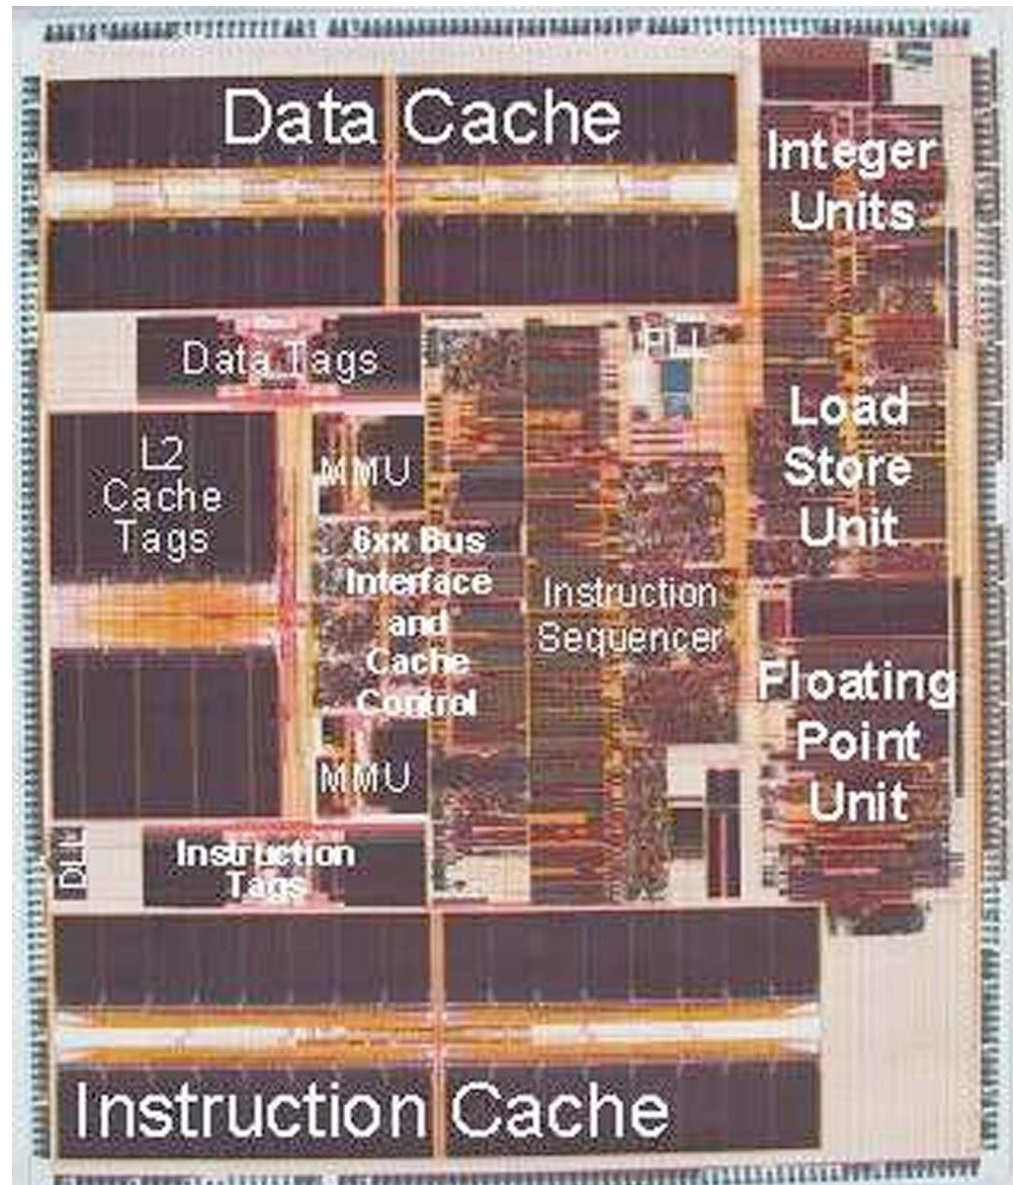 Data Cache
Integer
Units
Data Tags
L2
Cache
Tags
MMU
Load
Store
Unit
6xx Bus
Interface
and
Cache
Control
Instruction
Sequencer
MMU
Floating
Point
Unit
DLL
Instruction
Tags
Instruction Cache